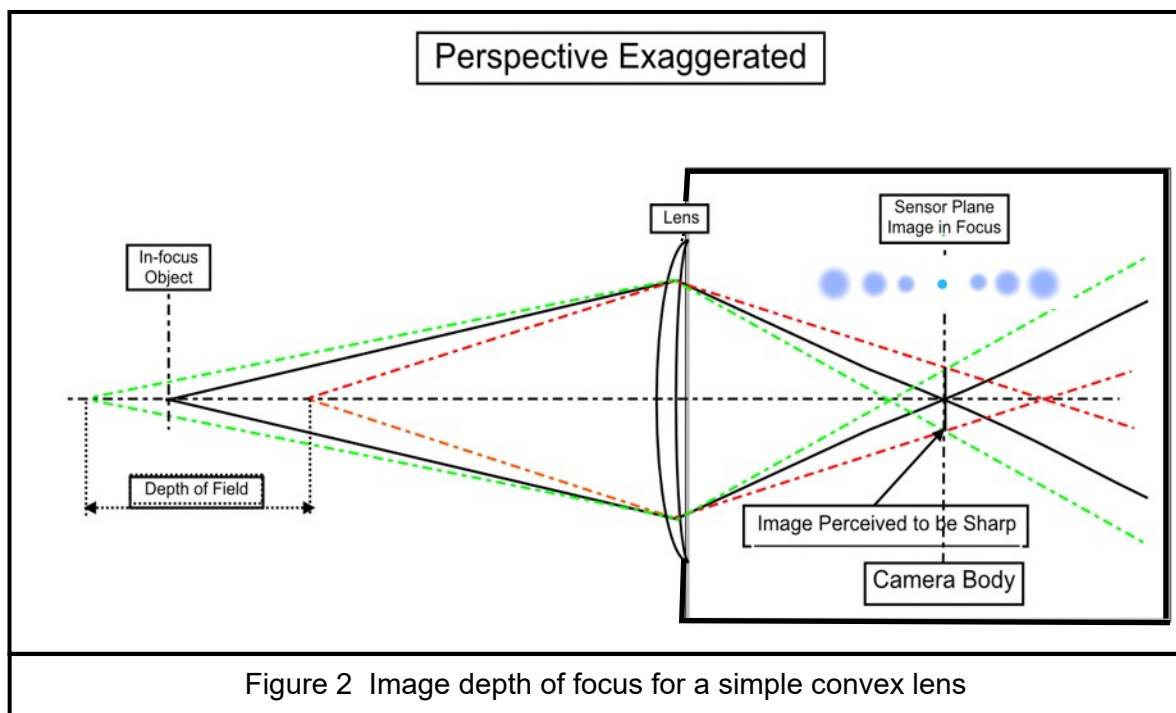 Perspective Exaggerated
Lens
Sensor Plane
Image in Focus
In-focus
Object
Depth of Field
Image Perceived to be Sharp
Camera Body
Figure 2 Image depth of focus for a simple convex lens